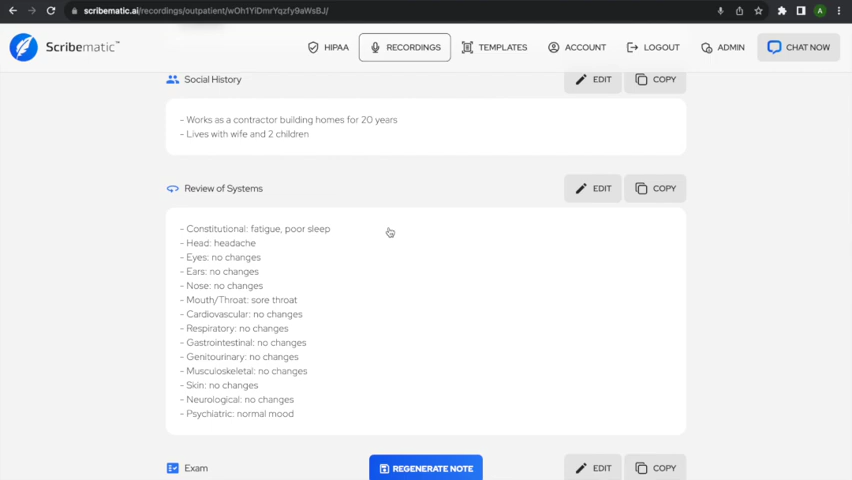 scribematic.ai/recordings/outpatient/wOh1YiDmrYqzfy9aWsBJ/
A
Scribematic™
HIPAA
RECORDINGS
TEMPLATES
ACCOUNT
LOGOUT
ADMIN
CHAT NOW
Social History
EDIT
COPY
- Works as a contractor building homes for 20 years
- Lives with wife and 2 children
Review of Systems
EDIT
COPY
- Constitutional: fatigue, poor sleep
- Head: headache
- Eyes: no changes
- Ears: no changes
- Nose: no changes
- Mouth/Throat: sore throat
- Cardiovascular: no changes
- Respiratory: no changes
- Gastrointestinal: no changes
- Genitourinary: no changes
- Musculoskeletal: no changes
- Skin: no changes
- Neurological: no changes
- Psychiatric: normal mood
Exam
REGENERATE NOTE
EDIT
COPY